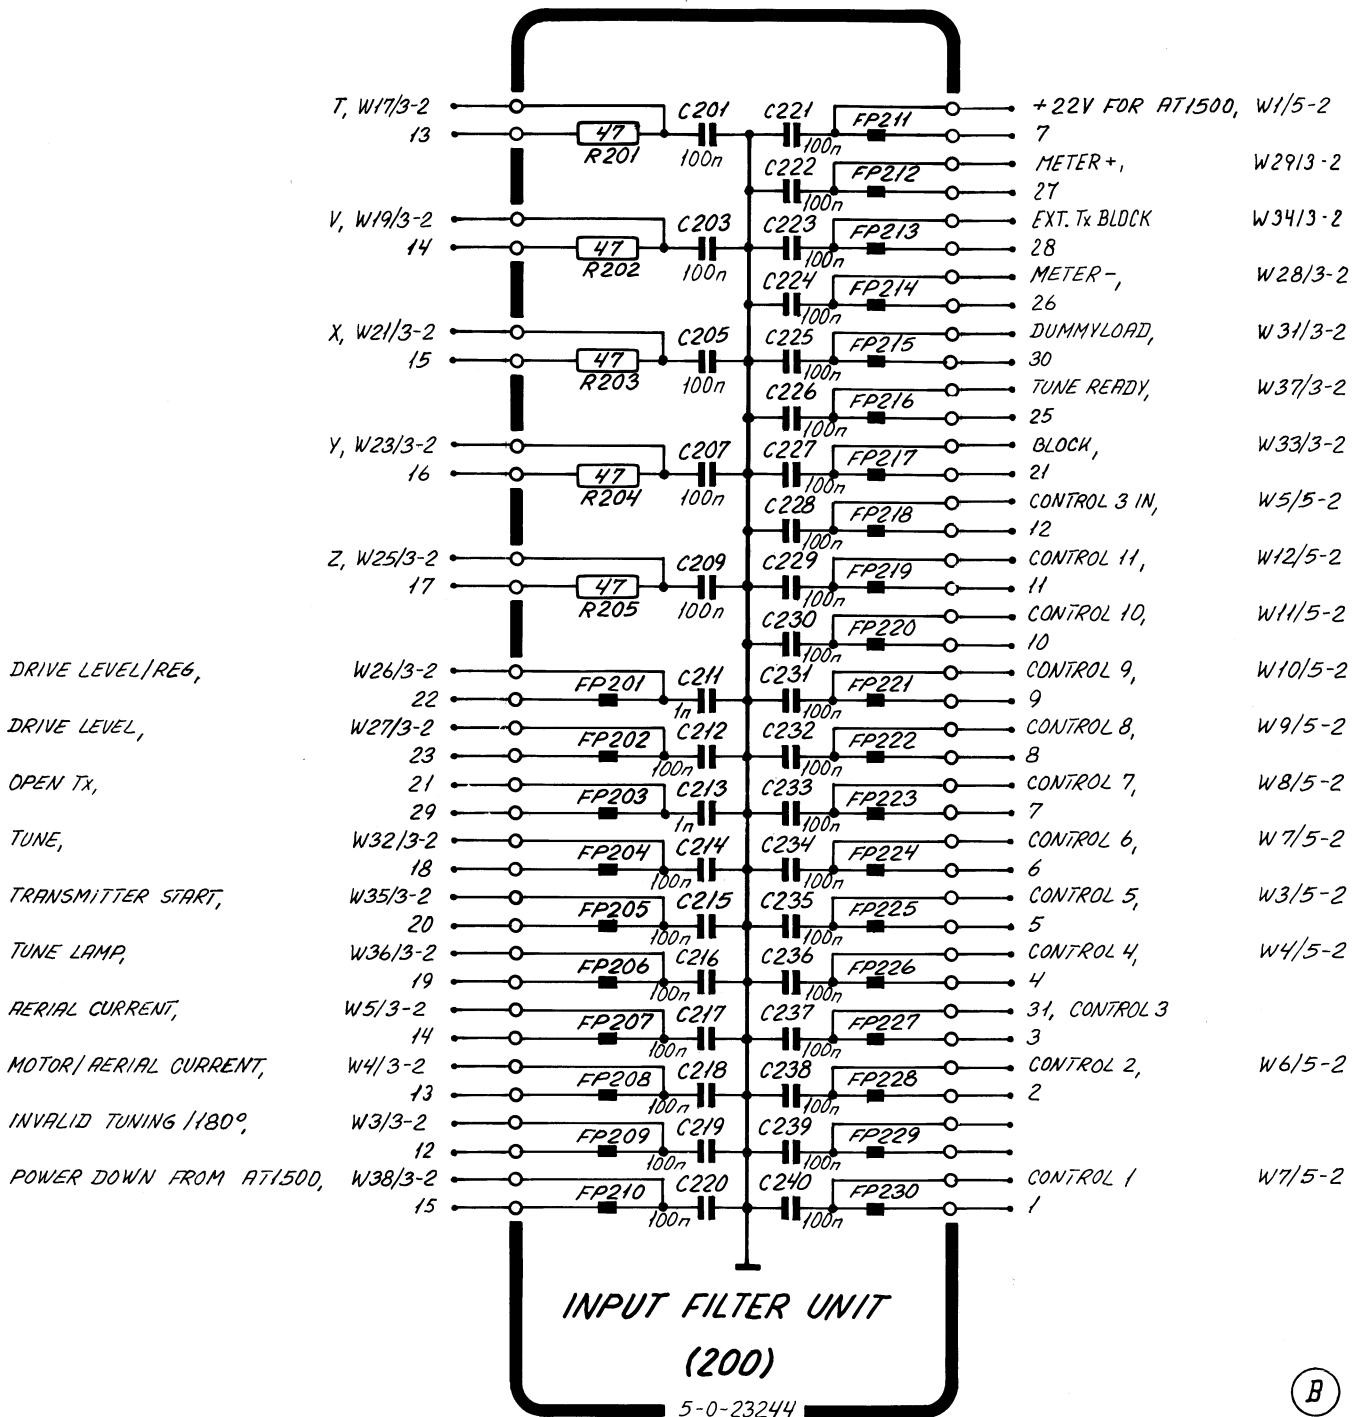 T, W17/3-2 C201 C221 FP211 +22V FOR AT1500, W1/5-2
13 47 R201 100n 100n 7
C222 FP212 METER+, W29/3-2
100n 27
V, W19/3-2 C203 C223 FP213 EXT. Tx BLOCK W34/3-2
14 47 R202 100n 100n 28
C224 FP214 METER-, W28/3-2
100n 26
X, W21/3-2 C205 C225 FP215 DUMMYLOAD, W31/3-2
15 47 R203 100n 100n 30
C226 FP216 TUNE READY, W37/3-2
100n 25
Y, W23/3-2 C207 C227 FP217 BLOCK, W33/3-2
16 47 R204 100n 100n 21
C228 FP218 CONTROL 3 IN, W5/5-2
100n 12
Z, W25/3-2 C209 C229 FP219 CONTROL 11, W12/5-2
17 47 R205 100n 100n 11
C230 FP220 CONTROL 10, W11/5-2
100n 10
DRIVE LEVEL/REG, W26/3-2 FP201 C211 C231 FP221 CONTROL 9, W10/5-2
22 1n 100n 9
DRIVE LEVEL, W27/3-2 FP202 C212 C232 FP222 CONTROL 8, W9/5-2
23 100n 100n 8
OPEN Tx, 21 FP203 C213 C233 FP223 CONTROL 7, W8/5-2
29 1n 100n 7
TUNE, W32/3-2 FP204 C214 C234 FP224 CONTROL 6, W7/5-2
18 100n 100n 6
TRANSMITTER START, W35/3-2 FP205 C215 C235 FP225 CONTROL 5, W3/5-2
20 100n 100n 5
TUNE LAMP, W36/3-2 FP206 C216 C236 FP226 CONTROL 4, W4/5-2
19 100n 100n 4
AERIAL CURRENT, W5/3-2 FP207 C217 C237 FP227 31, CONTROL 3
14 100n 100n 3
MOTOR/AERIAL CURRENT, W4/3-2 FP208 C218 C238 FP228 CONTROL 2, W6/5-2
13 100n 100n 2
INVALID TUNING /180°, W3/3-2 FP209 C219 C239 FP229
12 100n 100n
POWER DOWN FROM AT1500, W38/3-2 FP210 C220 C240 FP230 CONTROL 1 W7/5-2
15 100n 100n 1
INPUT FILTER UNIT
(200)
5-0-23244
B